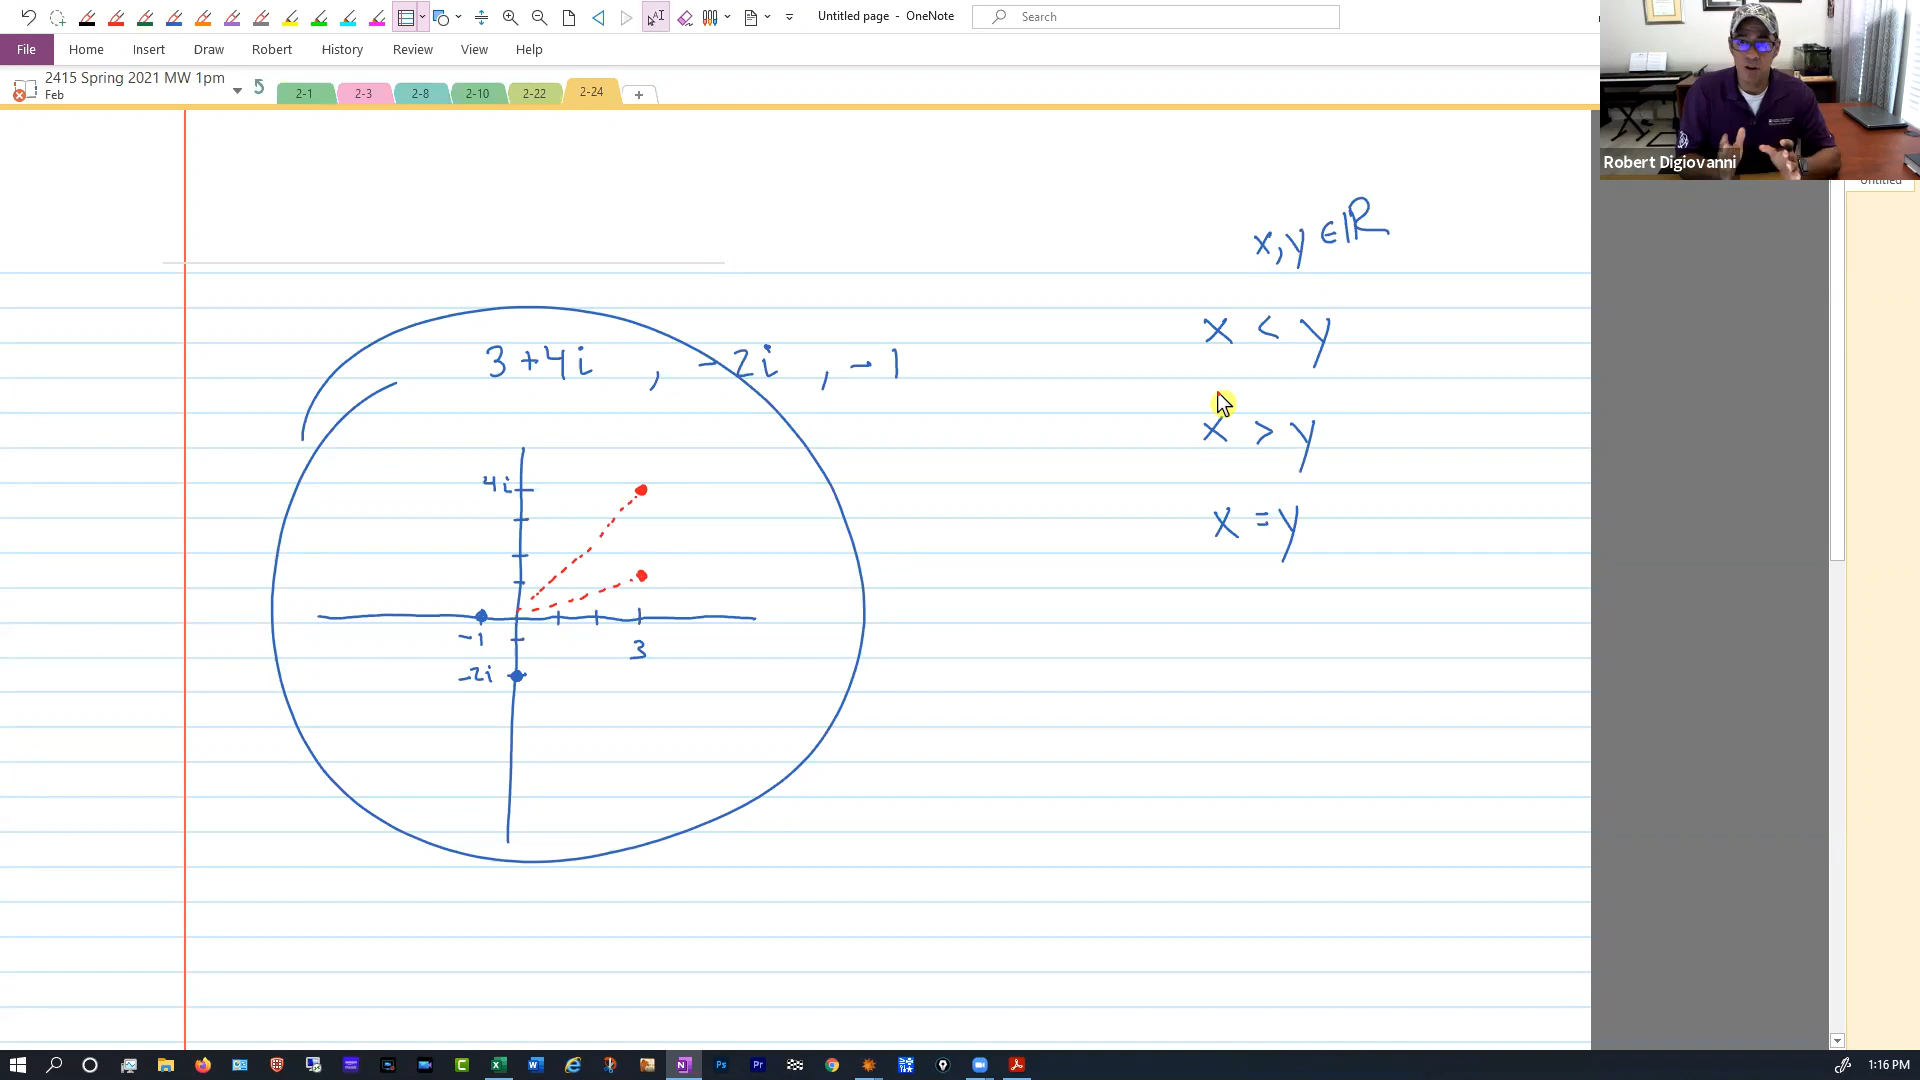 Untitled page - OneNote
Search
File Home Insert Draw Robert History Review View Help
2415 Spring 2021 MW 1pm
Feb
2-1 2-3 2-8 2-10 2-22 2-24 +
Robert Digiovanni
Untitled
x, y ∈ ℝ
x < y
3 + 4i , -2i , -1
x > y
4i
x = y
-1
3
-2i
1:16 PM